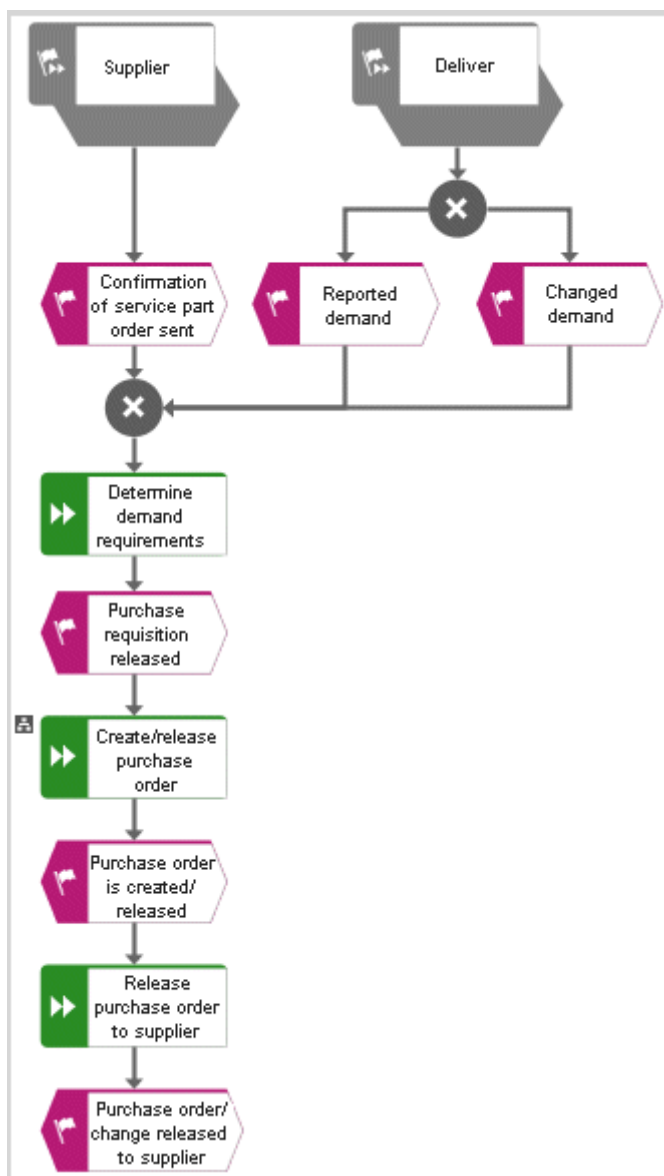 Supplier
Deliver
Confirmation
of service part
order sent
Reported
demand
Changed
demand
Determine
demand
requirements
Purchase
requisition
released
Create/release
purchase
order
Purchase order
is created/
released
Release
purchase order
to supplier
Purchase order/
change released
to supplier